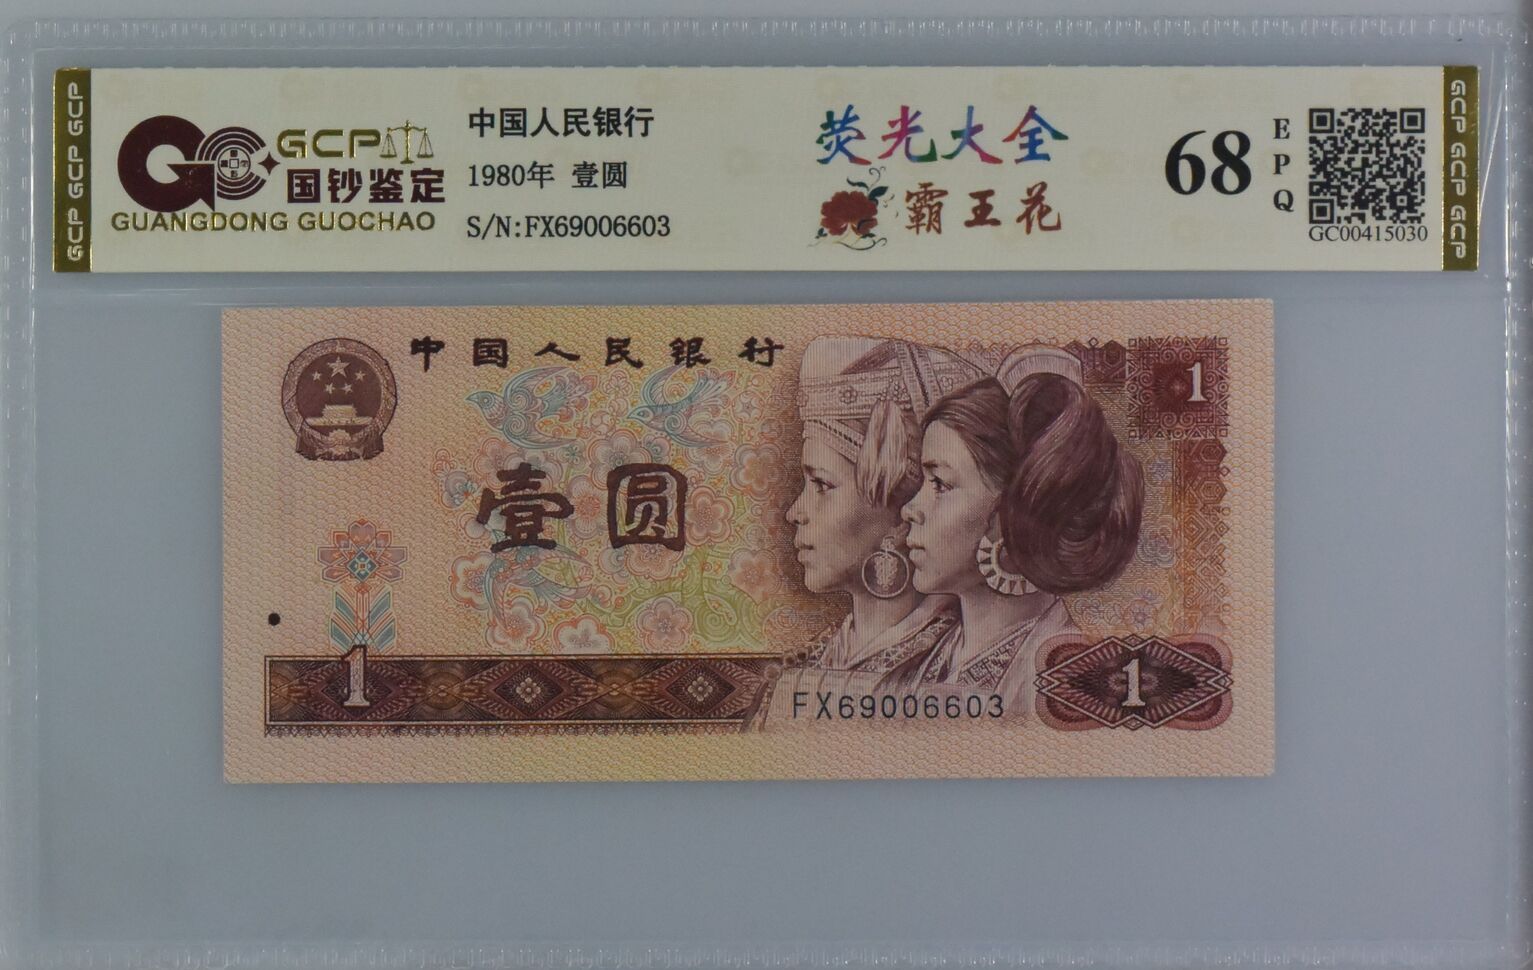 GCP GCP GCP
GCP
国钞鉴定
GUANGDONG GUOCHAO
中国人民银行
1980年 壹圆
S/N:FX69006603
荧光大全
霸王花
68
EPQ
GC00415030
GCP GCP GCP
中国人民银行
1
壹圆
1
FX69006603
1